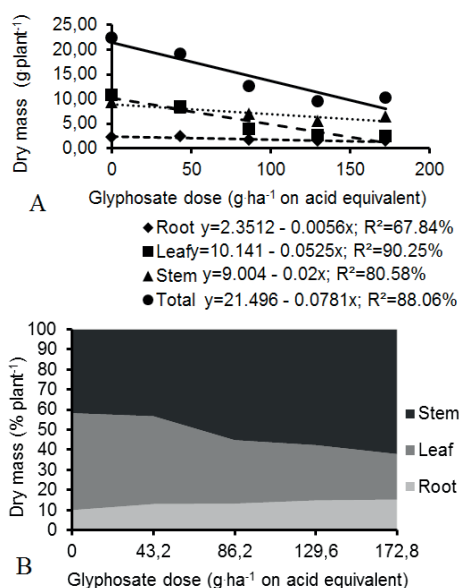 Dry mass (g·plant⁻¹)
25,00
20,00
15,00
10,00
5,00
0,00
0 50 100 150 200
Glyphosate dose (g·ha⁻¹ on acid equivalent)
A
Root y=2.3512 - 0.0056x; R²=67.84%
Leafy=10.141 - 0.0525x; R²=90.25%
Stem y=9.004 - 0.02x; R²=80.58%
Total y=21.496 - 0.0781x; R²=88.06%
Dry mass (% plant⁻¹)
100
90
80
70
60
50
40
30
20
10
0
Stem
Leaf
Root
0 43,2 86,2 129,6 172,8
Glyphosate dose (g·ha⁻¹ on acid equivalent)
B